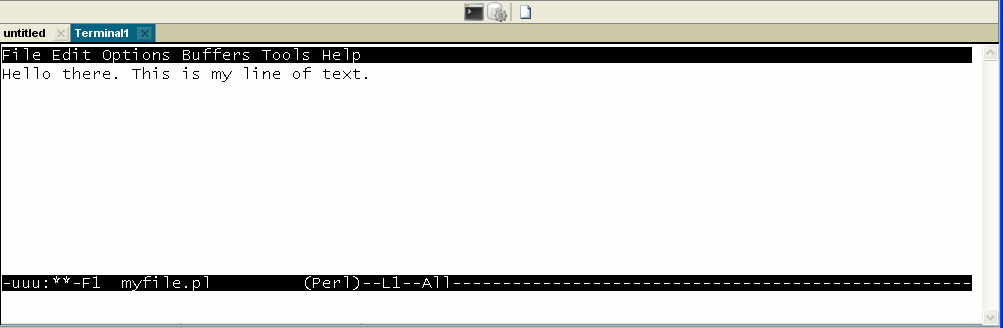 untitled Terminal1
File Edit Options Buffers Tools Help
Hello there. This is my line of text.
-uuu:**-F1  myfile.pl         (Perl)--L1--All----------------------------------------------------